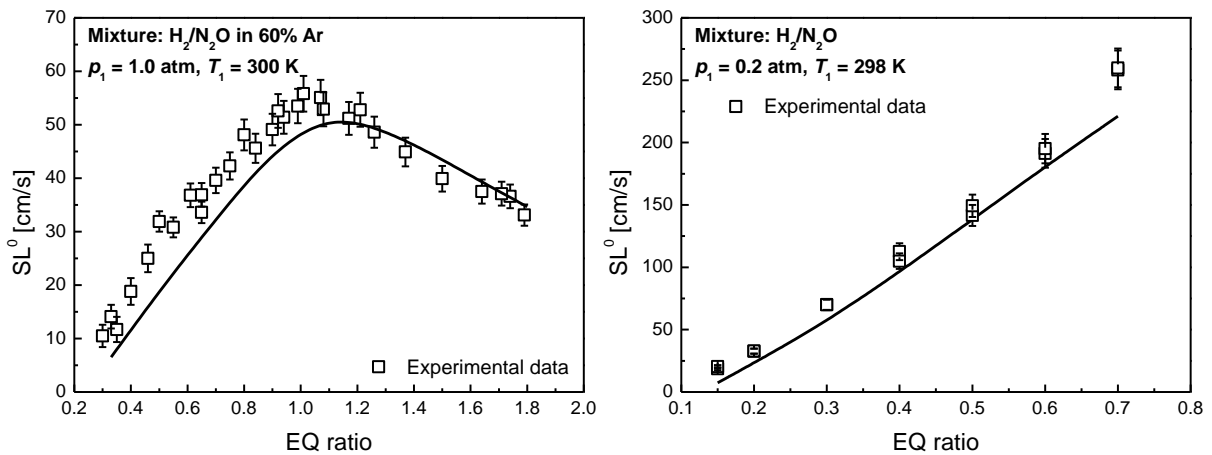 Mixture: H₂/N₂O in 60% Ar
p₁ = 1.0 atm, T₁ = 300 K
70
60
50
40
30
20
10
0
SL⁰ [cm/s]
Experimental data
0.2 0.4 0.6 0.8 1.0 1.2 1.4 1.6 1.8 2.0
EQ ratio
Mixture: H₂/N₂O
p₁ = 0.2 atm, T₁ = 298 K
Experimental data
300
250
200
150
100
50
0
SL⁰ [cm/s]
0.1 0.2 0.3 0.4 0.5 0.6 0.7 0.8
EQ ratio